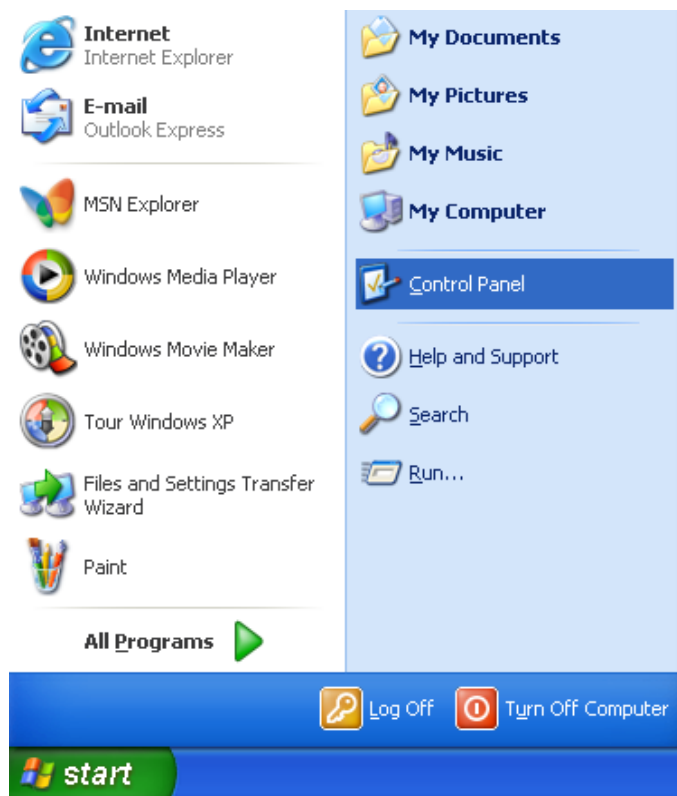 Internet
Internet Explorer
E-mail
Outlook Express
MSN Explorer
Windows Media Player
Windows Movie Maker
Tour Windows XP
Files and Settings Transfer
Wizard
Paint
All Programs
My Documents
My Pictures
My Music
My Computer
Control Panel
Help and Support
Search
Run...
Log Off
Turn Off Computer
start